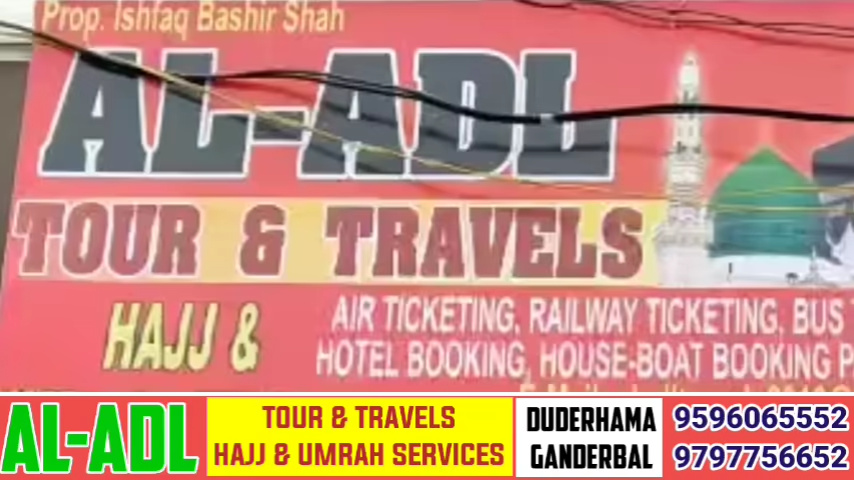 Prop. Ishfaq Bashir Shah
AL-ADL
TOUR & TRAVELS
HAJJ &
AIR TICKETING, RAILWAY TICKETING, BUS
HOTEL BOOKING, HOUSE-BOAT BOOKING P
AL-ADL
TOUR & TRAVELS
HAJJ & UMRAH SERVICES
DUDERHAMA
GANDERBAL
9596065552
9797756652